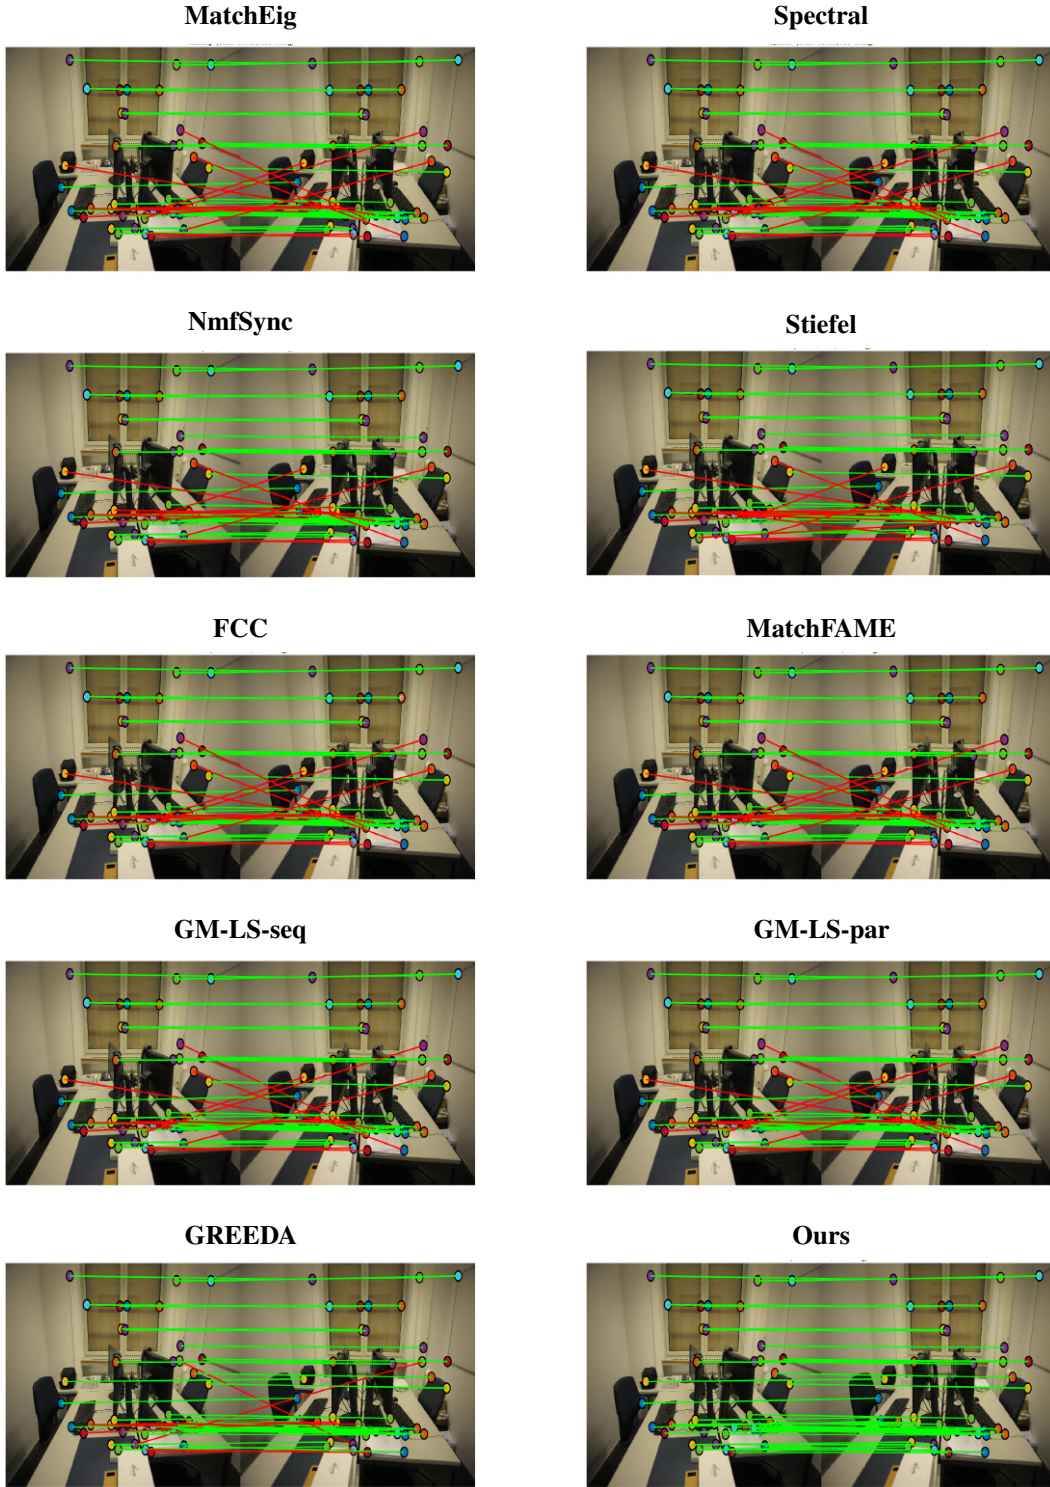 MatchEig
Spectral
NmfSync
Stiefel
FCC
MatchFAME
GM-LS-seq
GM-LS-par
GREEDA
Ours